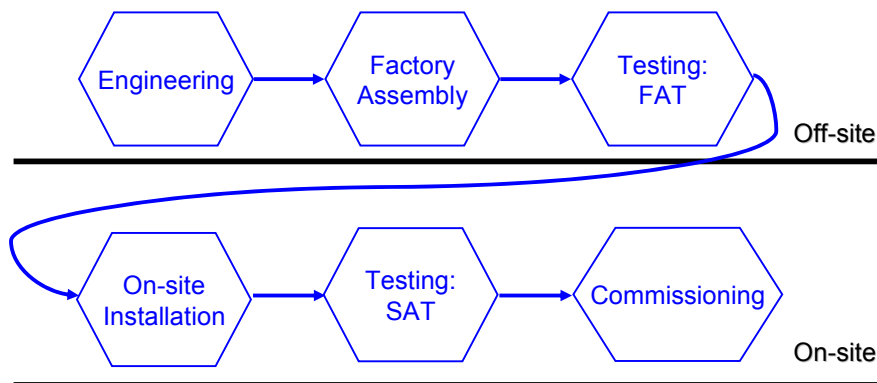 Engineering
Factory
Assembly
Testing:
FAT
Off-site
On-site
Installation
Testing:
SAT
Commissioning
On-site